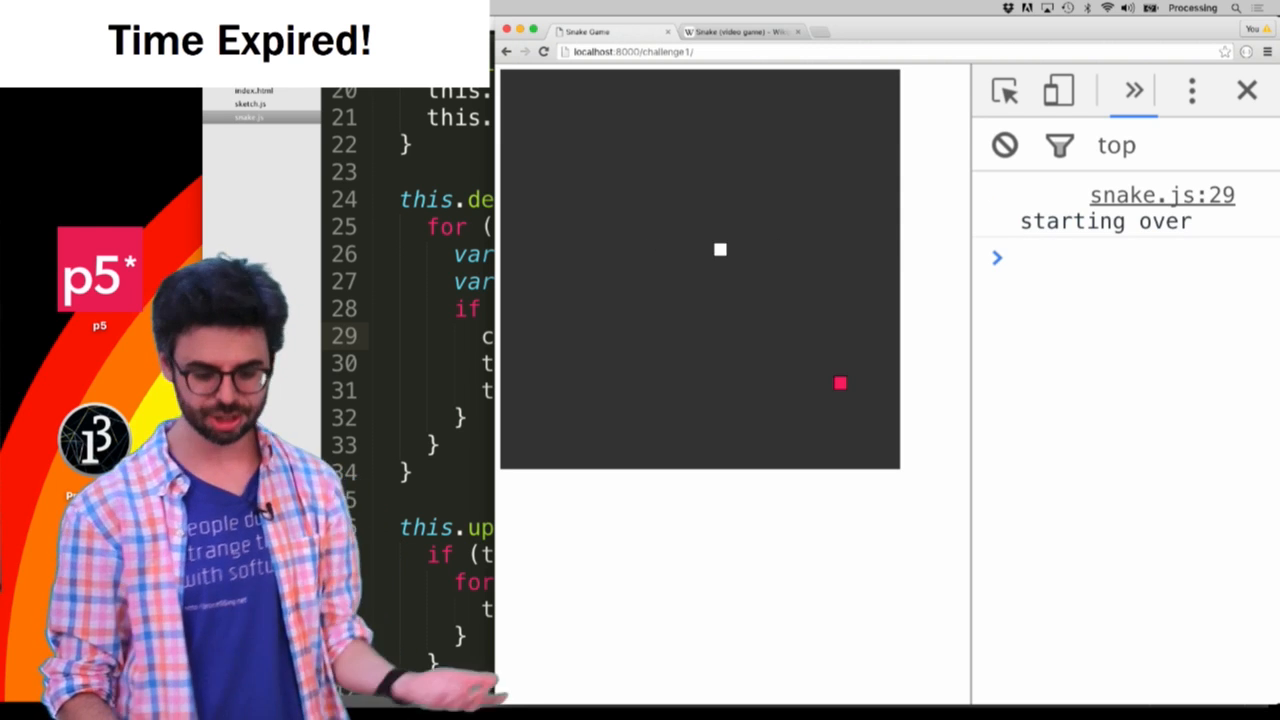 Time Expired!
Processing
Snake Game
Snake (video game) - Wiki
You
localhost:8000/challenge1/
index.html
sketch.js
snake.js
20 this.
21 this.
22 }
23
24 this.de
25 for (
26 var
27 var
28 if
29 c
30 t
31 t
32 }
33 }
34 }
5
this.up
if (t
for
t
}
}
top
snake.js:29
starting over
p5*
p5
people do
strange t
with softw